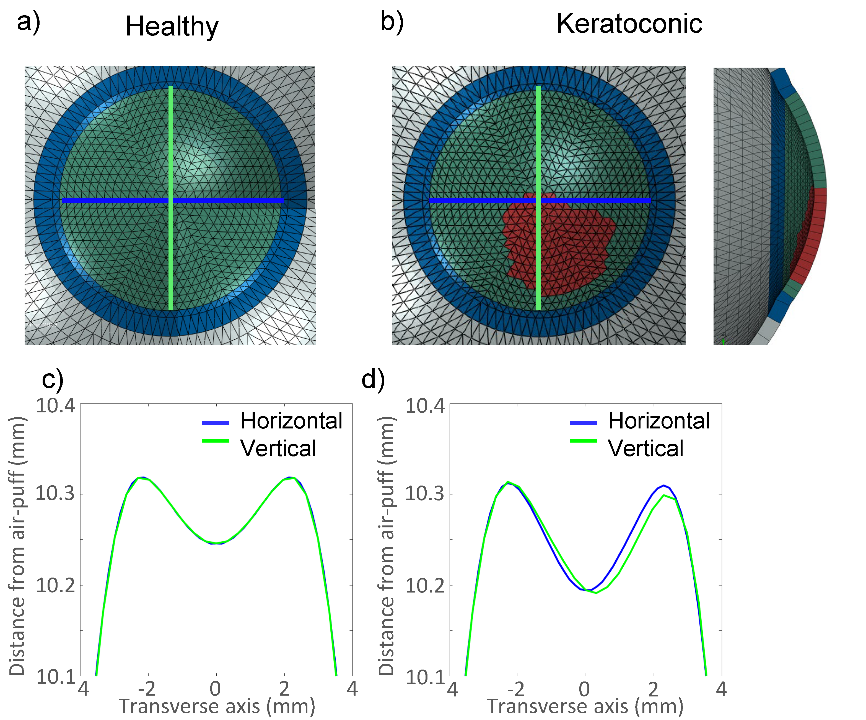 a)
Healthy
b)
Keratoconic
c)
d)
Distance from air-puff (mm)
10.4
10.3
10.2
10.1
Horizontal
Vertical
-2
0
2
4
Transverse axis (mm)
Distance from air-puff (mm)
10.4
10.3
10.2
10.1
Horizontal
Vertical
4
-2
0
2
4
Transverse axis (mm)